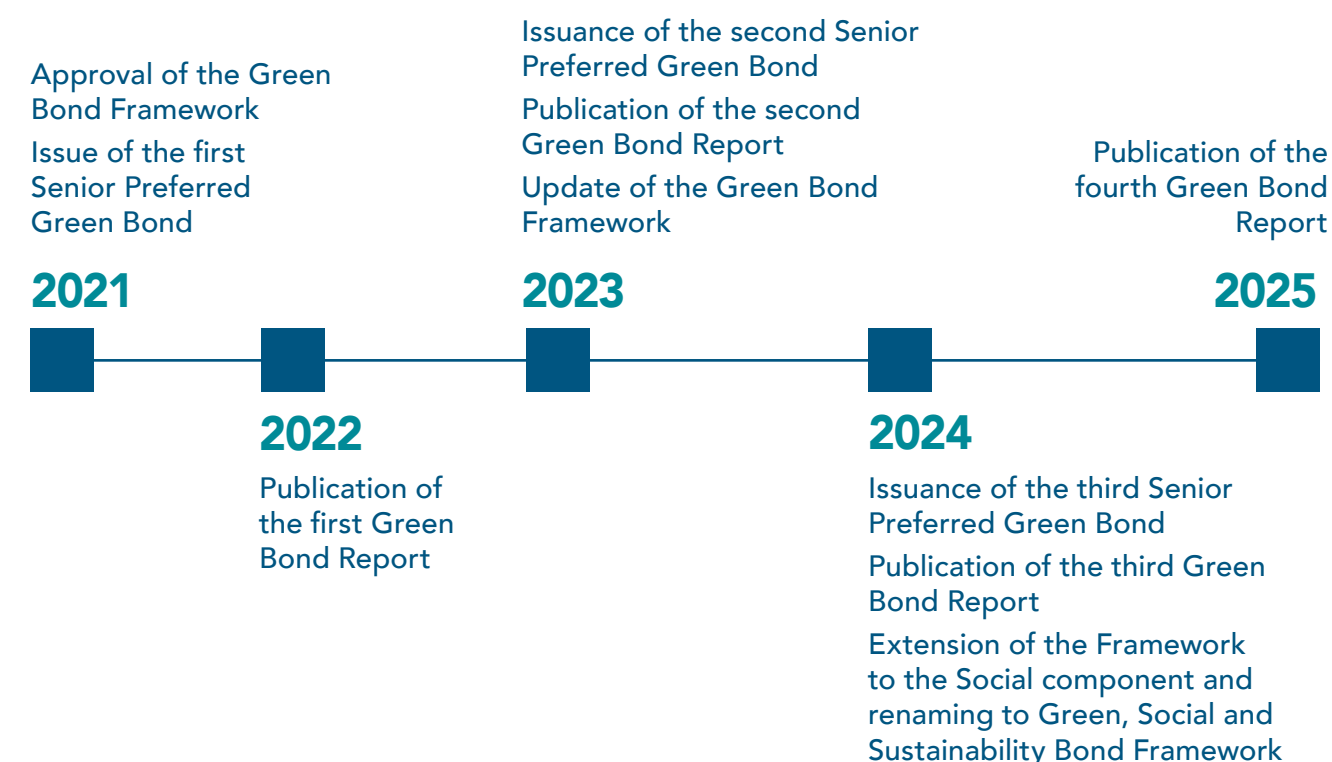 Approval of the Green
Bond Framework
Issue of the first
Senior Preferred
Green Bond
2021
2022
Publication of
the first Green
Bond Report
Issuance of the second Senior
Preferred Green Bond
Publication of the second
Green Bond Report
Update of the Green Bond
Framework
2023
2024
Issuance of the third Senior
Preferred Green Bond
Publication of the third Green
Bond Report
Extension of the Framework
to the Social component and
renaming to Green, Social and
Sustainability Bond Framework
Publication of the
fourth Green Bond
Report
2025